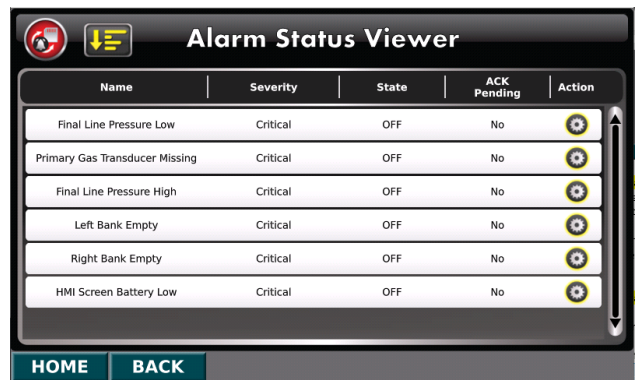 Alarm Status Viewer
Name Severity State ACK Pending Action
Final Line Pressure Low Critical OFF No
Primary Gas Transducer Missing Critical OFF No
Final Line Pressure High Critical OFF No
Left Bank Empty Critical OFF No
Right Bank Empty Critical OFF No
HMI Screen Battery Low Critical OFF No
HOME BACK